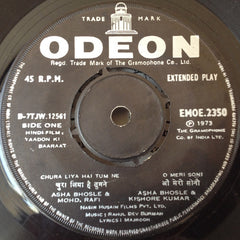 TRADE MARK
ODEON
Regd. Trade Mark of The Gramophone Co., Ltd.
45 R.P.M.
EXTENDED PLAY
B-7TJW.12561
EMOE.2350
SIDE ONE
℗ 1973
HINDI FILM:
YAADON KI
BAARAAT
The
GRAMOPHONE
Co. OF INDIA LTD.
CHURA LIYA HAI TUM NE
चुरा लिया है तुमने
ASHA BHOSLE &
MOHD. RAFI
O MERI SONI
ओ मेरी सोनी
ASHA BHOSLE &
KISHORE KUMAR
NASIR HUSAIN FILMS Pvt. LTD.
MUSIC: RAHUL DEV BURMAN
LYRICS: MAJROOH